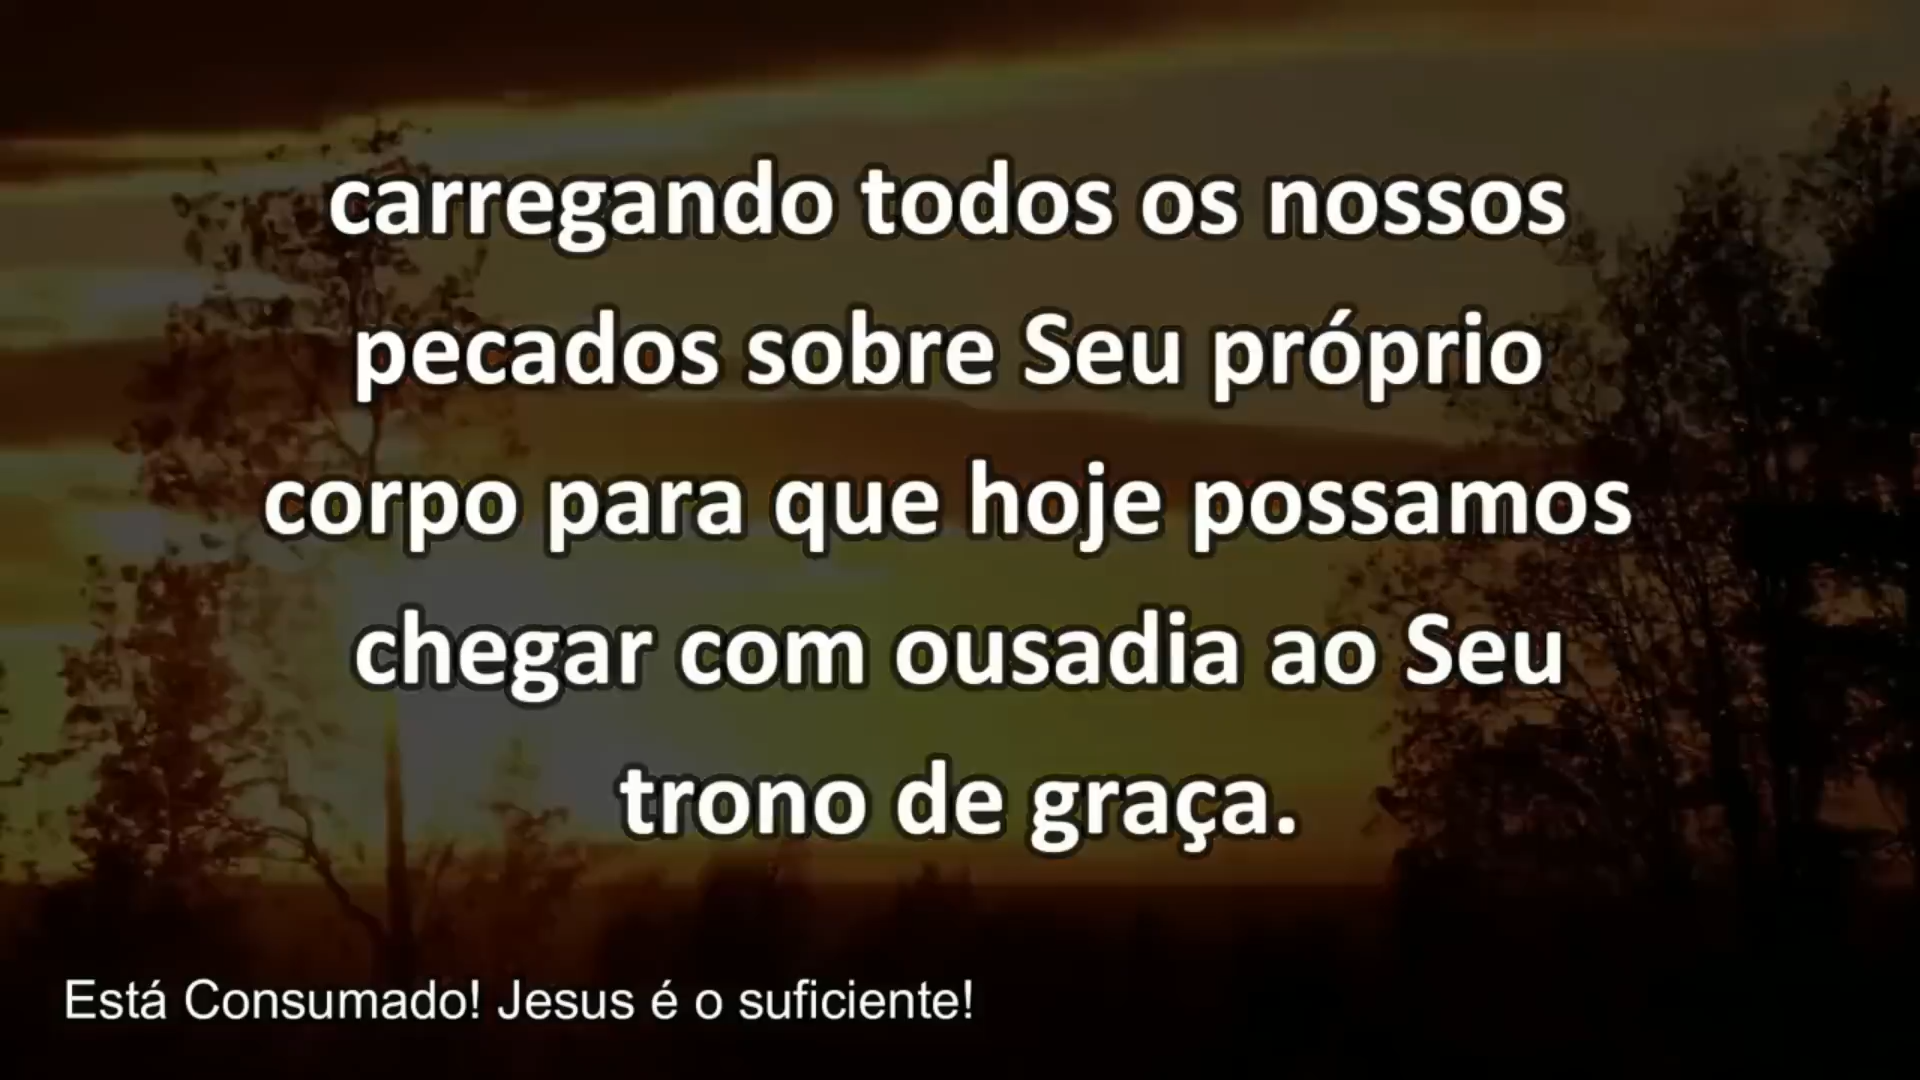 carregando todos os nossos
pecados sobre Seu próprio
corpo para que hoje possamos
chegar com ousadia ao Seu
trono de graça.
Está Consumado! Jesus é o suficiente!